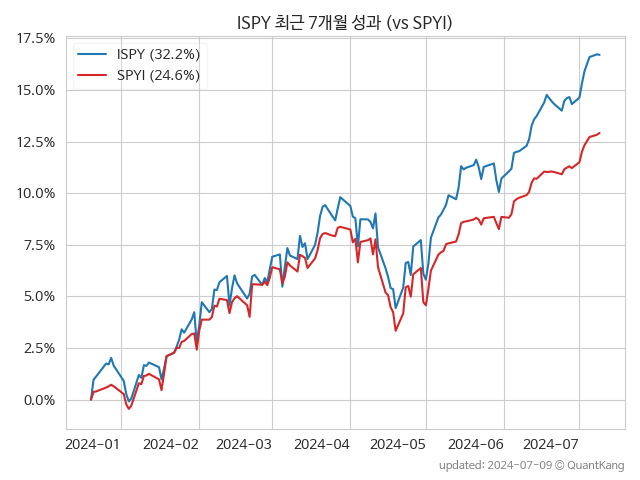 ISPY 최근 7개월 성과 (vs SPYI)
17.5%
ISPY (32.2%)
SPYI (24.6%)
15.0%
12.5%
10.0%
7.5%
5.0%
2.5%
0.0%
2024-01 2024-02 2024-03 2024-04 2024-05 2024-06 2024-07
updated: 2024-07-09 © QuantKang